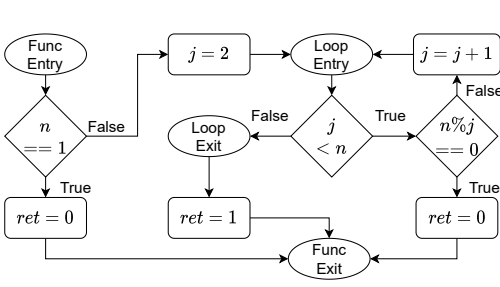 Func
Entry
n
== 1
False
True
ret = 0
j = 2
Loop
Entry
j
< n
False
True
Loop
Exit
ret = 1
j = j + 1
False
n%j
== 0
True
ret = 0
Func
Exit